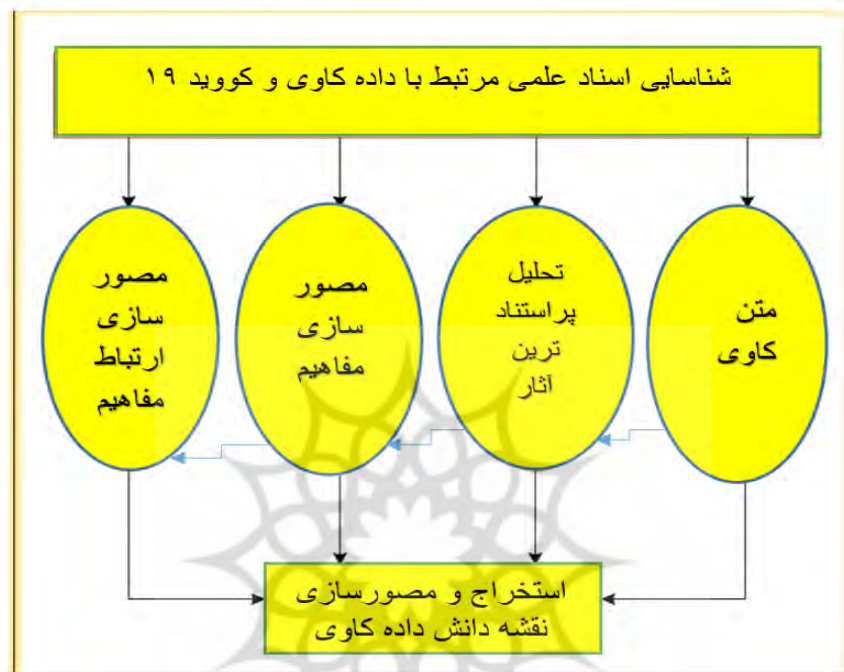 شناسایی اسناد علمی مرتبط با داده کاوی و کووید ۱۹
متن
کاوی
تحلیل
پراستناد
ترین
آثار
مصور
سازی
مفاهیم
مصور
سازی
ارتباط
مفاهیم
استخراج و مصورسازی
نقشه دانش داده کاوی